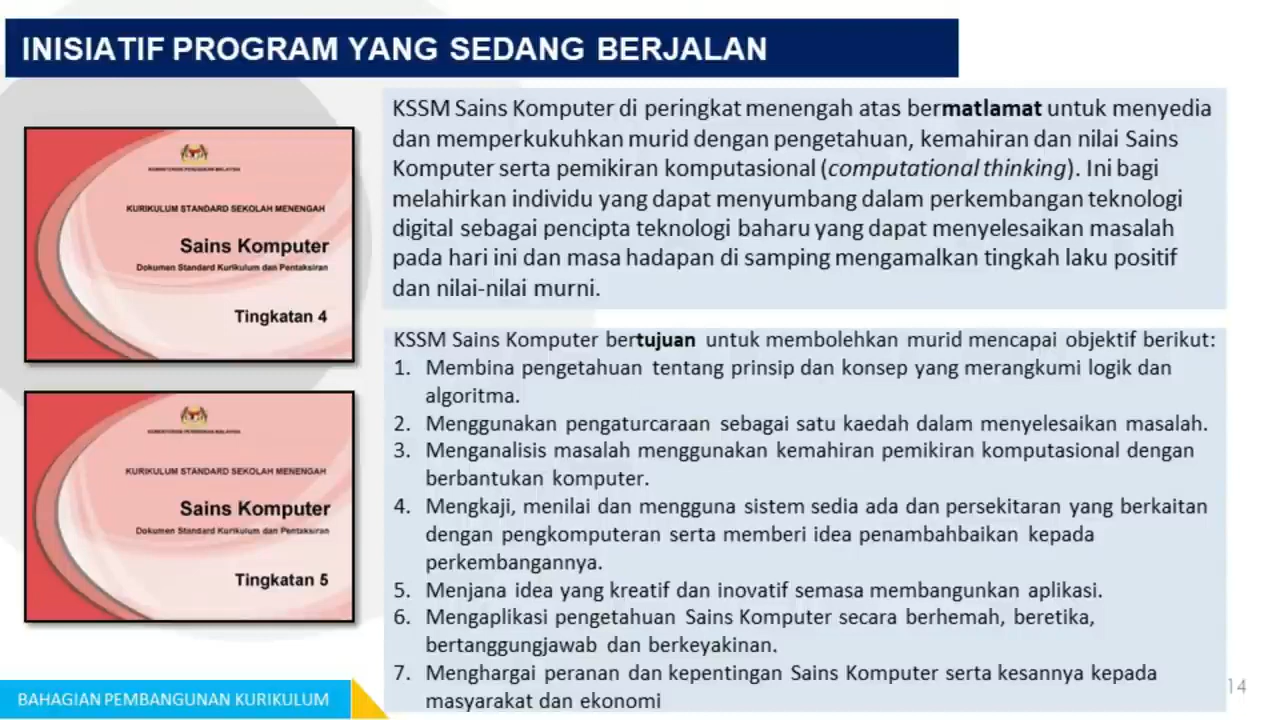 INISIATIF PROGRAM YANG SEDANG BERJALAN
KEMENTERIAN PENDIDIKAN MALAYSIA
KURIKULUM STANDARD SEKOLAH MENENGAH
Sains Komputer
Dokumen Standard Kurikulum dan Pentaksiran
Tingkatan 4
KEMENTERIAN PENDIDIKAN MALAYSIA
KURIKULUM STANDARD SEKOLAH MENENGAH
Sains Komputer
Dokumen Standard Kurikulum dan Pentaksiran
Tingkatan 5
KSSM Sains Komputer di peringkat menengah atas bermatlamat untuk menyedia
dan memperkukuhkan murid dengan pengetahuan, kemahiran dan nilai Sains
Komputer serta pemikiran komputasional (computational thinking). Ini bagi
melahirkan individu yang dapat menyumbang dalam perkembangan teknologi
digital sebagai pencipta teknologi baharu yang dapat menyelesaikan masalah
pada hari ini dan masa hadapan di samping mengamalkan tingkah laku positif
dan nilai-nilai murni.
KSSM Sains Komputer bertujuan untuk membolehkan murid mencapai objektif berikut:
1. Membina pengetahuan tentang prinsip dan konsep yang merangkumi logik dan
algoritma.
2. Menggunakan pengaturcaraan sebagai satu kaedah dalam menyelesaikan masalah.
3. Menganalisis masalah menggunakan kemahiran pemikiran komputasional dengan
berbantukan komputer.
4. Mengkaji, menilai dan mengguna sistem sedia ada dan persekitaran yang berkaitan
dengan pengkomputeran serta memberi idea penambahbaikan kepada
perkembangannya.
5. Menjana idea yang kreatif dan inovatif semasa membangunkan aplikasi.
6. Mengaplikasi pengetahuan Sains Komputer secara berhemah, beretika,
bertanggungjawab dan berkeyakinan.
7. Menghargai peranan dan kepentingan Sains Komputer serta kesannya kepada
masyarakat dan ekonomi
BAHAGIAN PEMBANGUNAN KURIKULUM
14